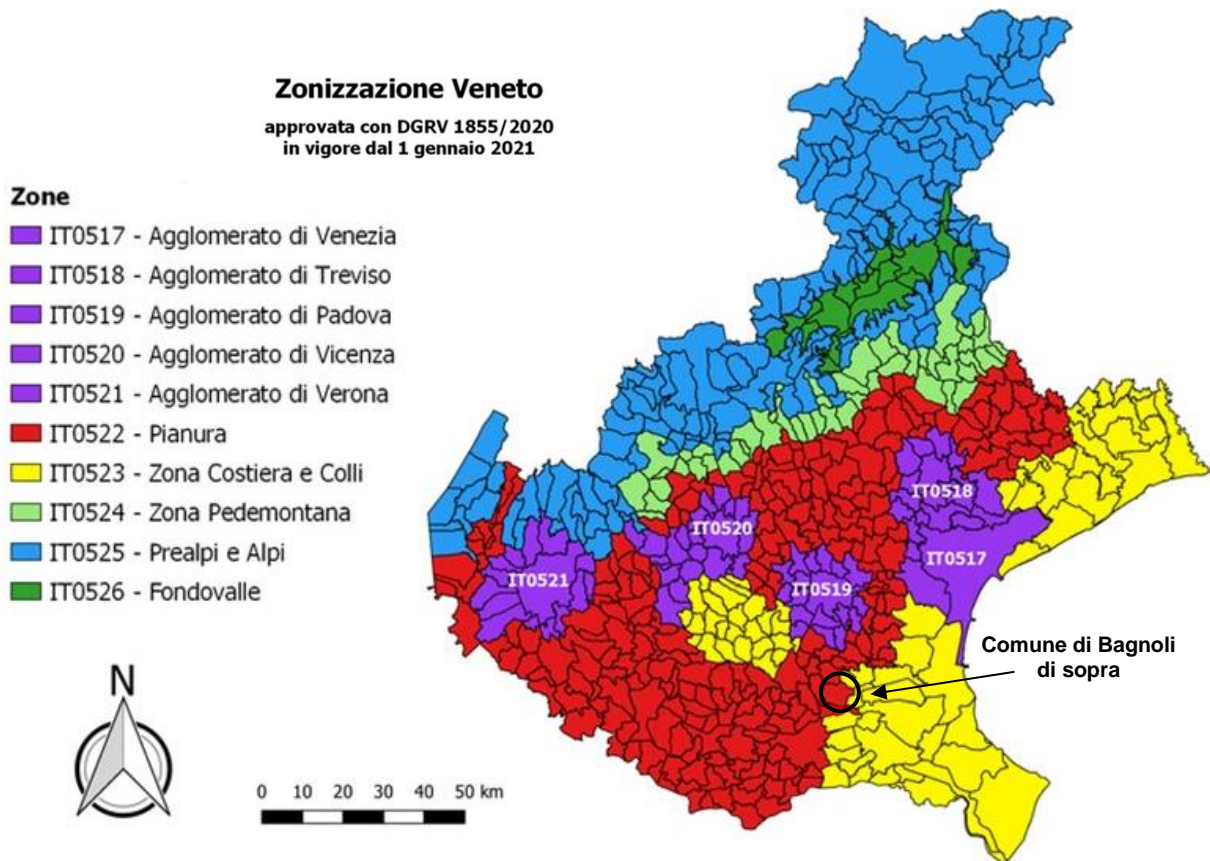 Zonizzazione Veneto
approvata con DGRV 1855/2020
in vigore dal 1 gennaio 2021
Zone
IT0517 - Agglomerato di Venezia
IT0518 - Agglomerato di Treviso
IT0519 - Agglomerato di Padova
IT0520 - Agglomerato di Vicenza
IT0521 - Agglomerato di Verona
IT0522 - Pianura
IT0523 - Zona Costiera e Colli
IT0524 - Zona Pedemontana
IT0525 - Prealpi e Alpi
IT0526 - Fondovalle
IT0518
IT0520
IT0517
IT0521
IT0519
Comune di Bagnoli
di sopra
N
0 10 20 30 40 50 km